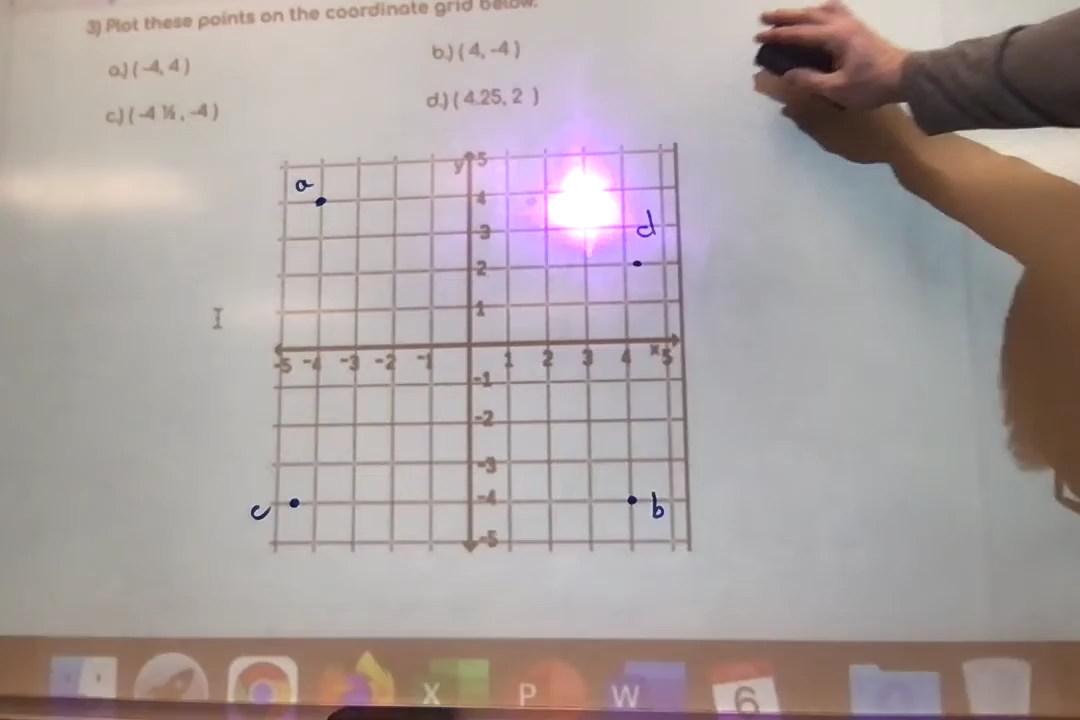 3) Plot these points on the coordinate grid below.
a.) (-4, 4)
b.) ( 4, -4)
c.) (-4 ½ , -4)
d.) ( 4.25, 2 )
y 5
a
4
3
d
2
1
-5 -4 -3 -2 -1 1 2 3 4 x 5
-1
-2
-3
-4
c
b
-5
X P W 6